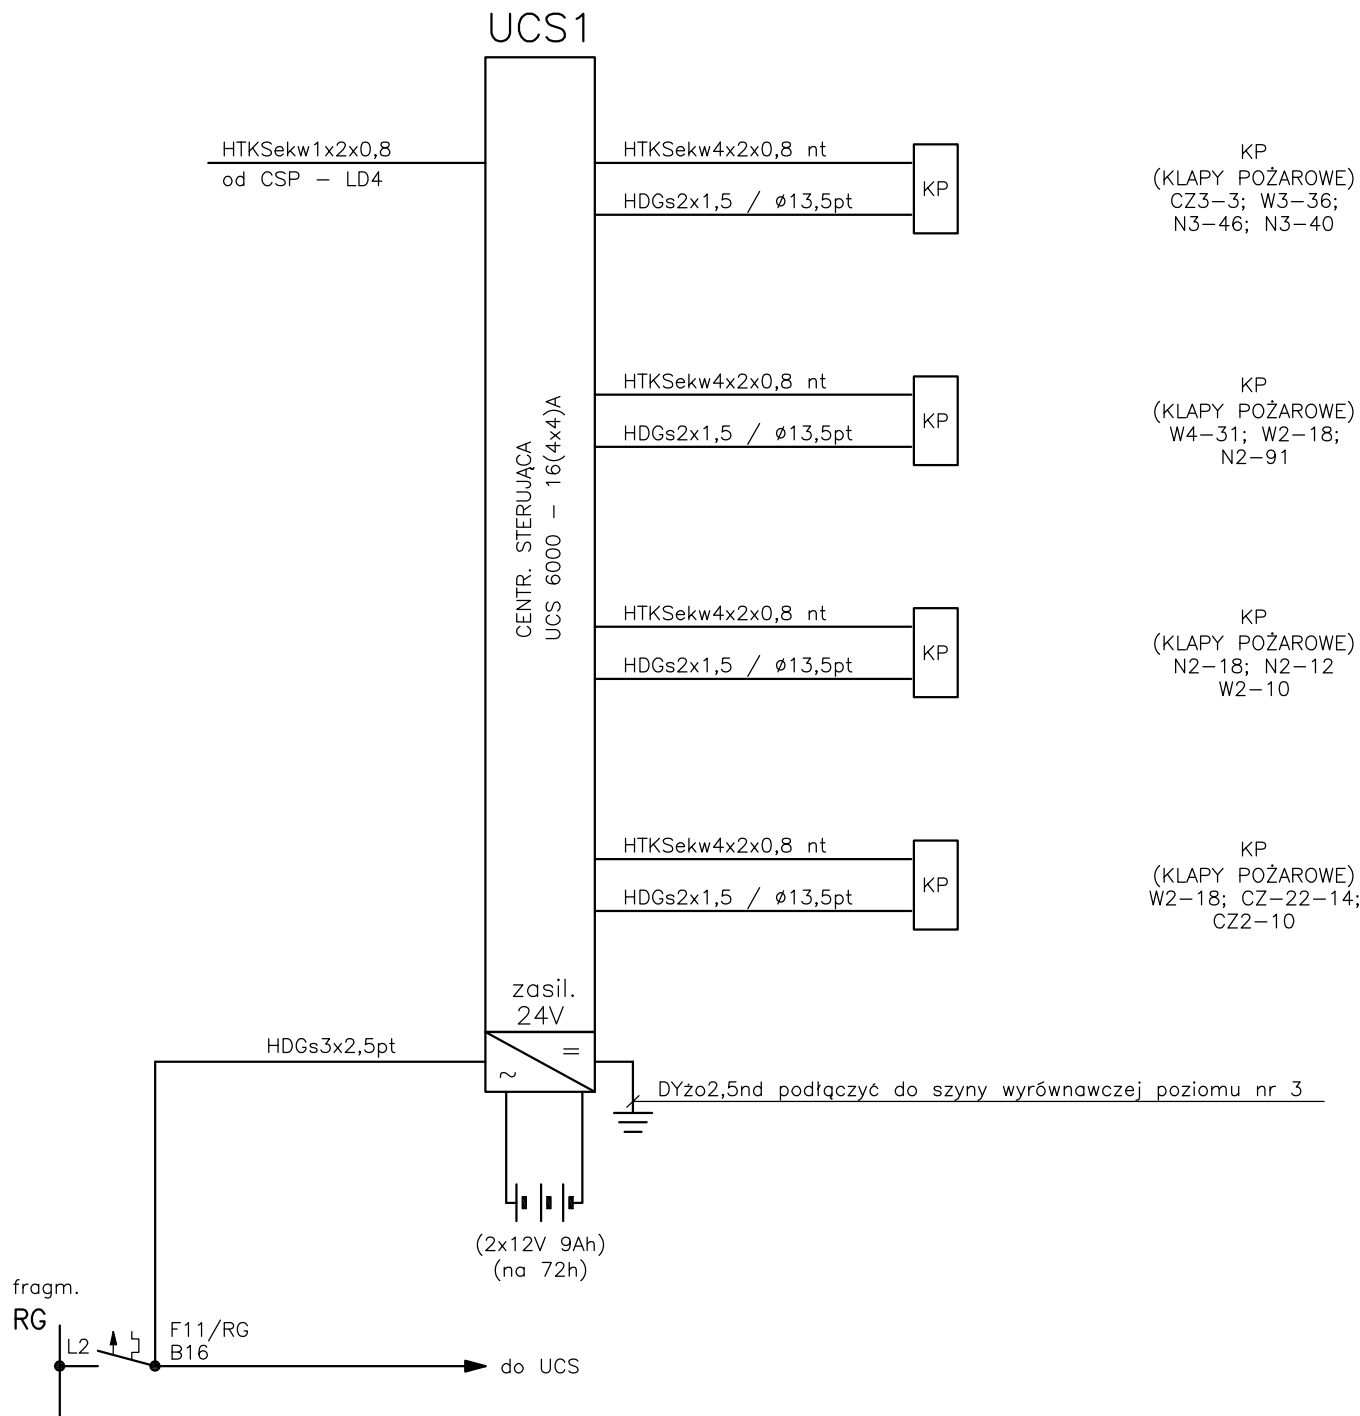 UCS1
HTKSekw1x2x0,8
od CSP – LD4
HTKSekw4x2x0,8 nt
HDGs2x1,5 / ø13,5pt
KP
KP
(KLAPY POŻAROWE)
CZ3–3; W3–36;
N3–46; N3–40
HTKSekw4x2x0,8 nt
HDGs2x1,5 / ø13,5pt
KP
KP
(KLAPY POŻAROWE)
W4–31; W2–18;
N2–91
CENTR. STERUJĄCA
UCS 6000 – 16(4x4)A
HTKSekw4x2x0,8 nt
HDGs2x1,5 / ø13,5pt
KP
KP
(KLAPY POŻAROWE)
N2–18; N2–12
W2–10
HTKSekw4x2x0,8 nt
HDGs2x1,5 / ø13,5pt
KP
KP
(KLAPY POŻAROWE)
W2–18; CZ–22–14;
CZ2–10
zasil.
24V
=
~
HDGs3x2,5pt
DYżo2,5nd podłączyć do szyny wyrównawczej poziomu nr 3
(2x12V 9Ah)
(na 72h)
fragm.
RG
L2
F11/RG
B16
do UCS